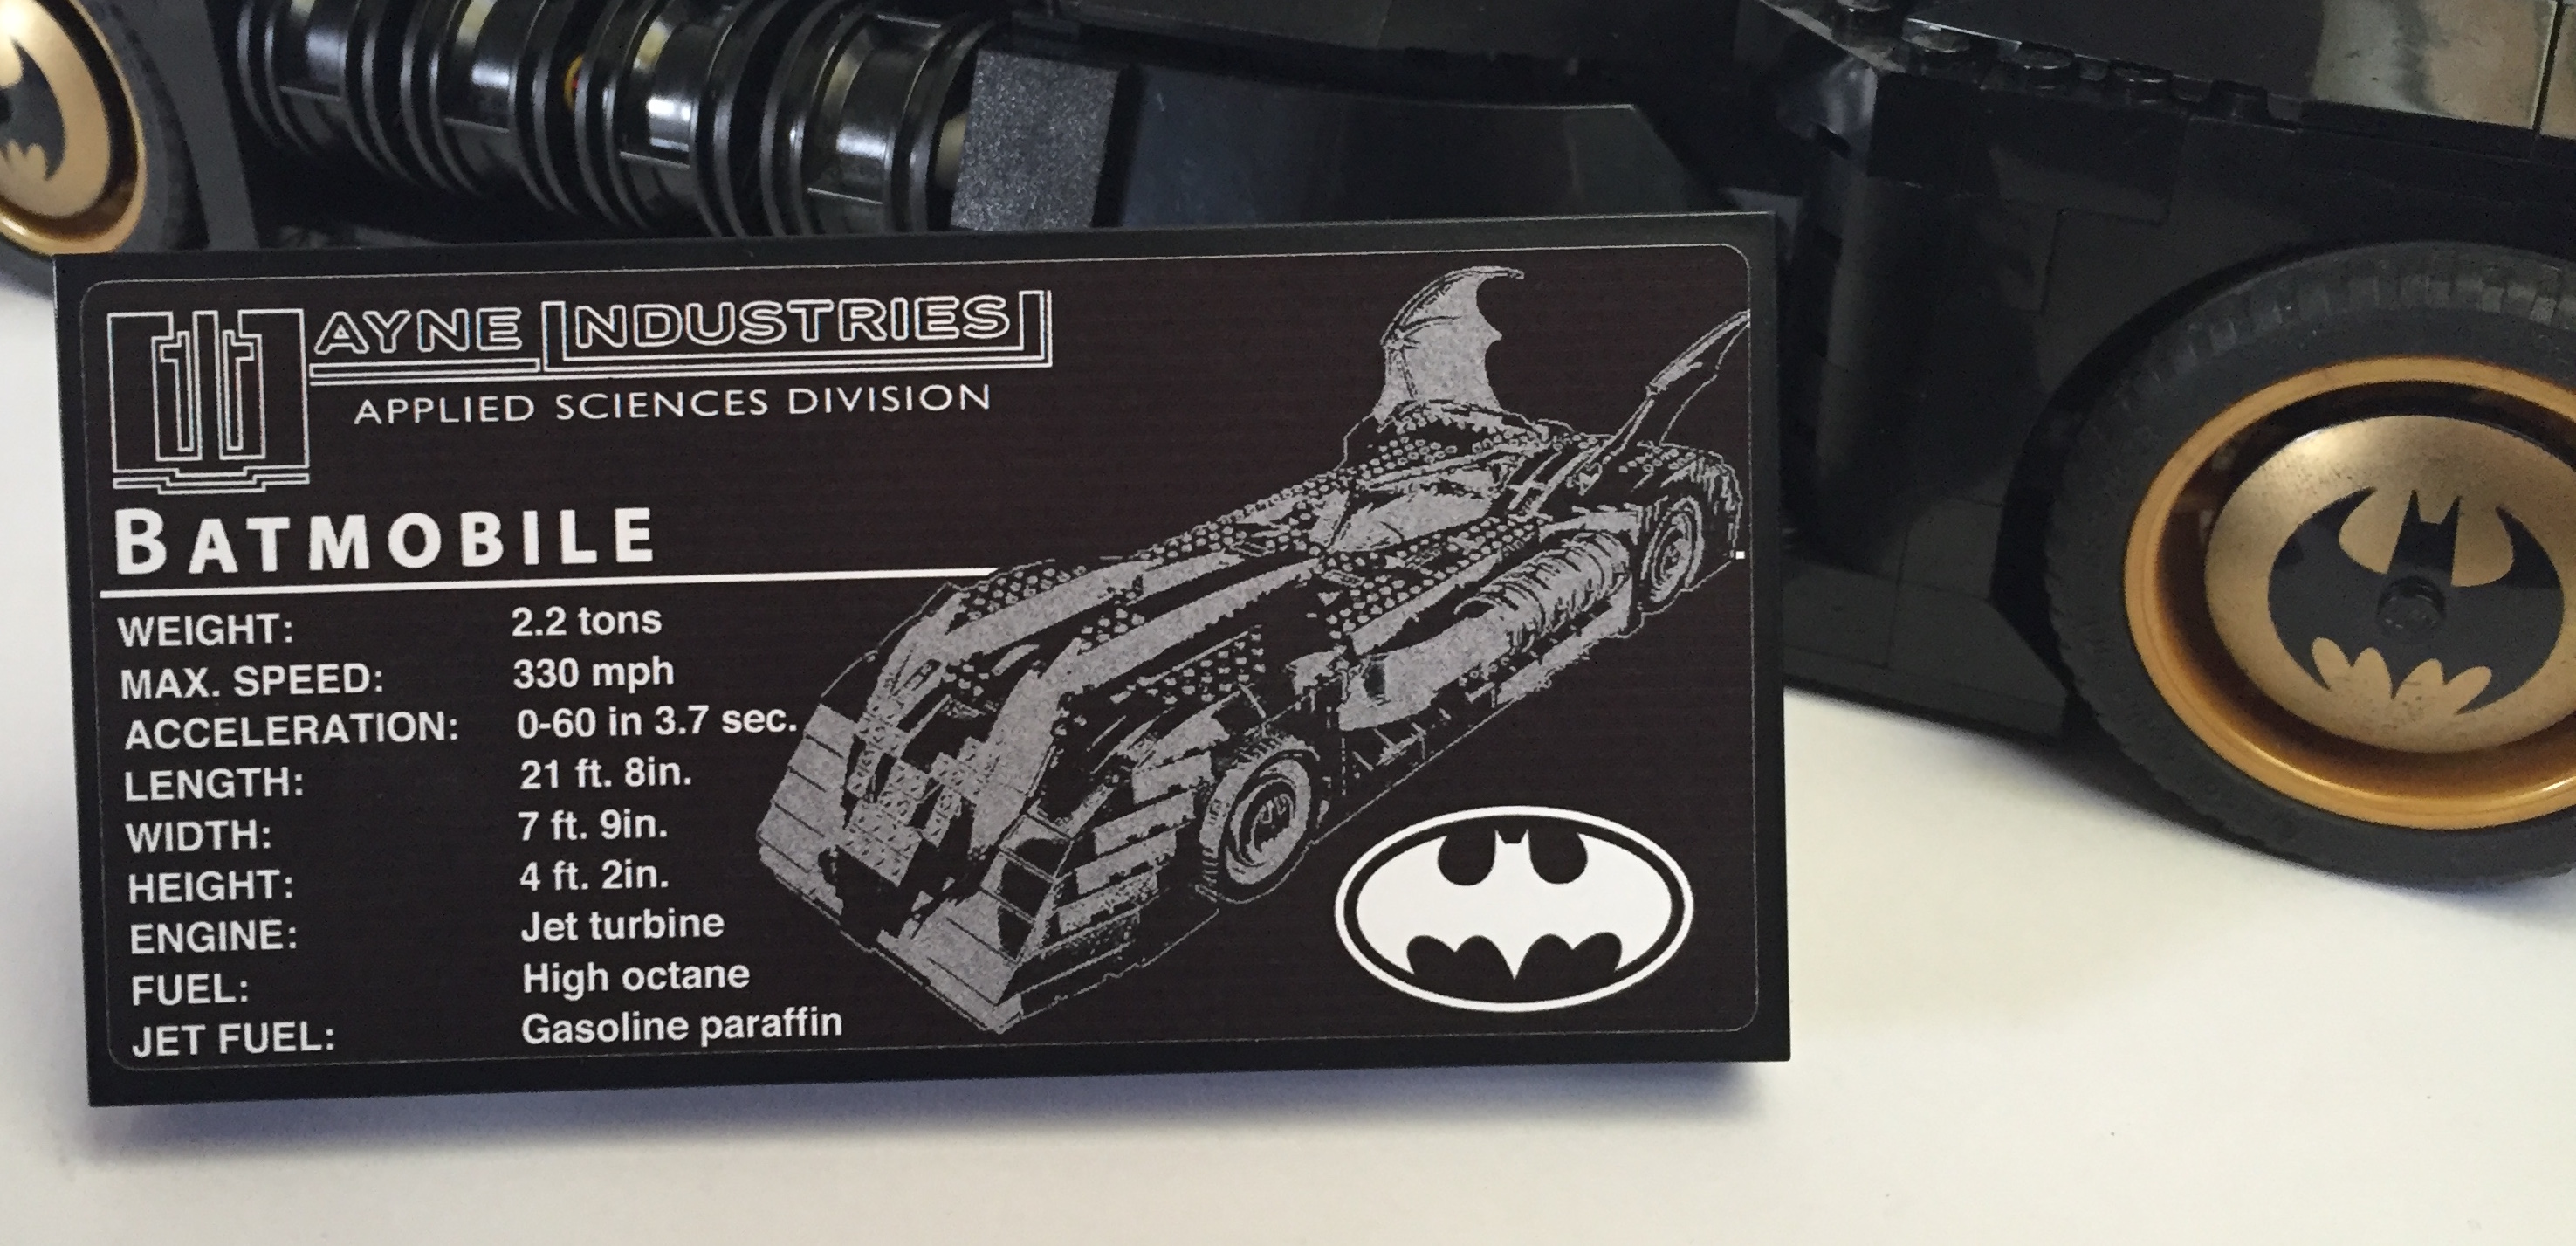 WAYNE INDUSTRIES
APPLIED SCIENCES DIVISION
BATMOBILE
WEIGHT: 2.2 tons
MAX. SPEED: 330 mph
ACCELERATION: 0-60 in 3.7 sec.
LENGTH: 21 ft. 8in.
WIDTH: 7 ft. 9in.
HEIGHT: 4 ft. 2in.
ENGINE: Jet turbine
FUEL: High octane
JET FUEL: Gasoline paraffin